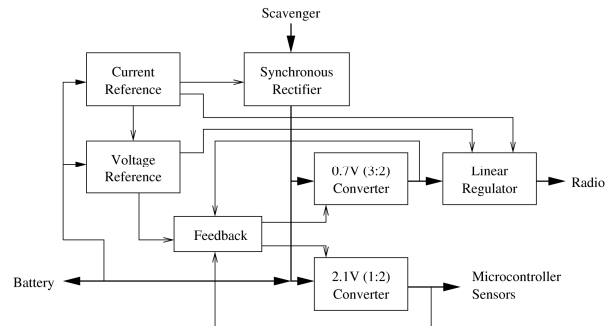 Scavenger
Current
Reference
Synchronous
Rectifier
Voltage
Reference
0.7V (3:2)
Converter
Linear
Regulator
Radio
Feedback
Battery
2.1V (1:2)
Converter
Microcontroller
Sensors